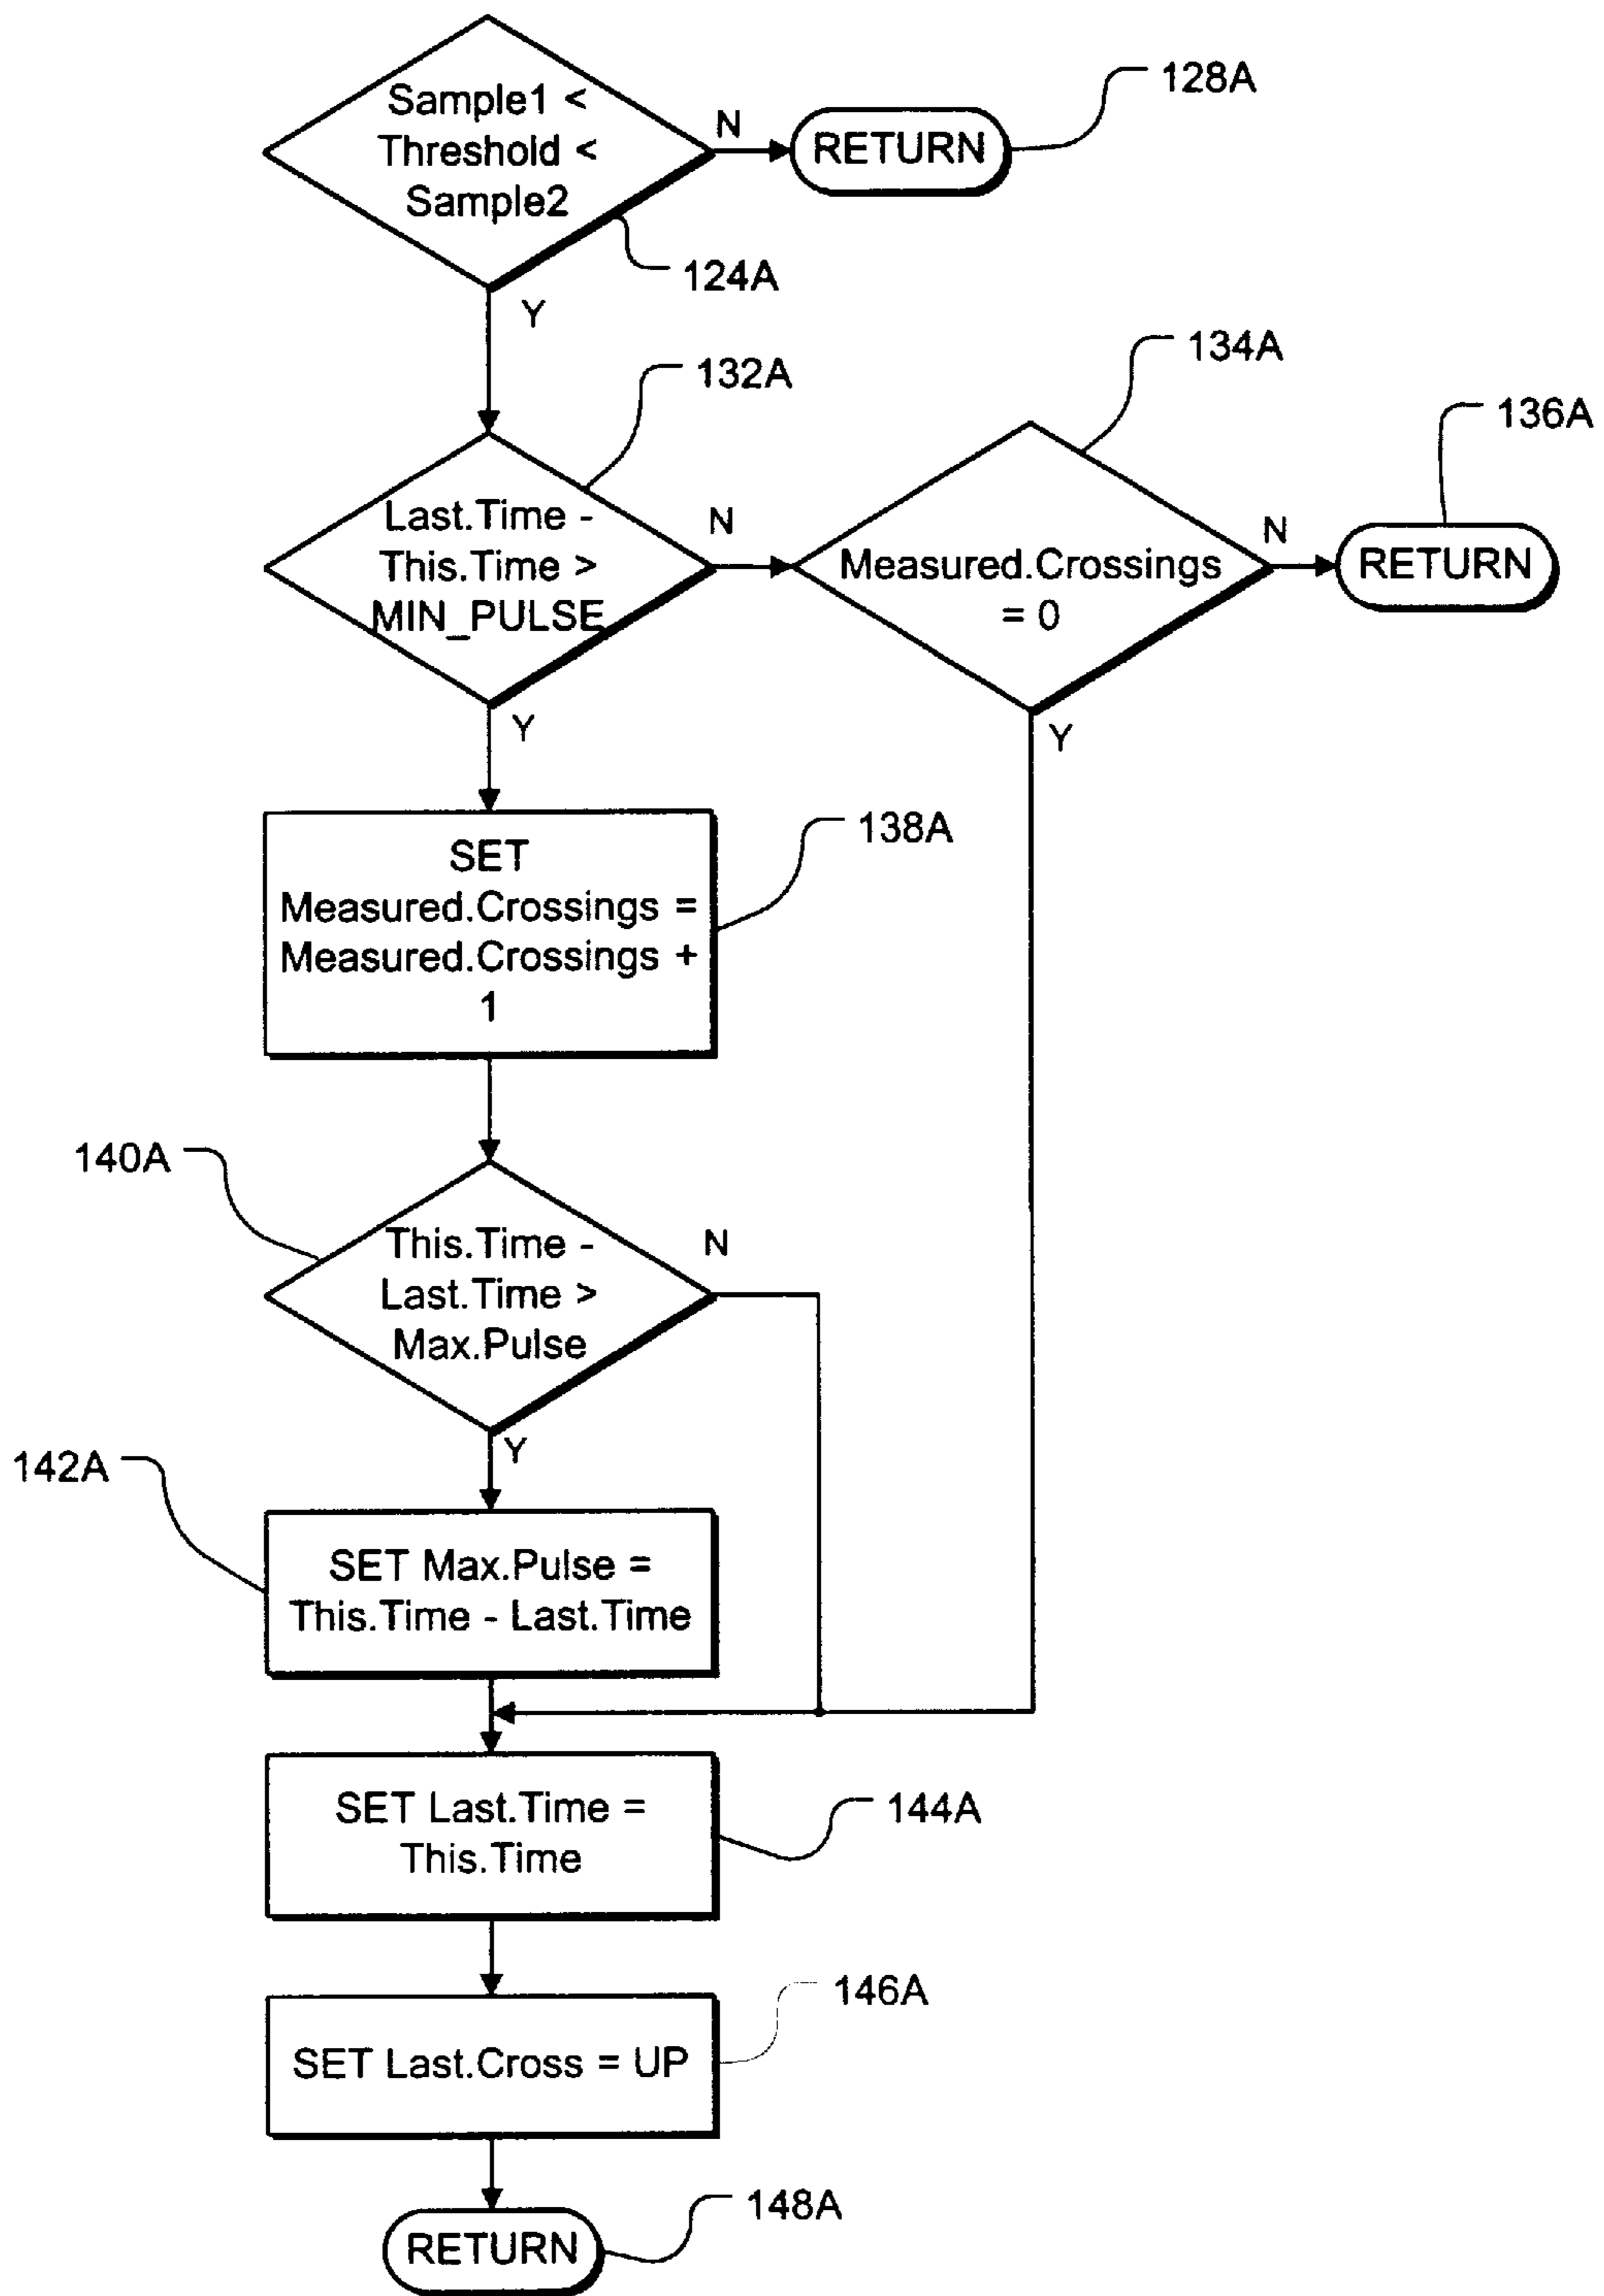 Sample1 <
Threshold <
Sample2
N
RETURN
128A
124A
Y
132A
134A
136A
Last.Time -
This.Time >
MIN_PULSE
N
Measured.Crossings
= 0
N
RETURN
Y
Y
138A
SET
Measured.Crossings =
Measured.Crossings +
1
140A
This.Time -
Last.Time >
Max.Pulse
N
Y
142A
SET Max.Pulse =
This.Time - Last.Time
SET Last.Time =
This.Time
144A
146A
SET Last.Cross = UP
148A
RETURN